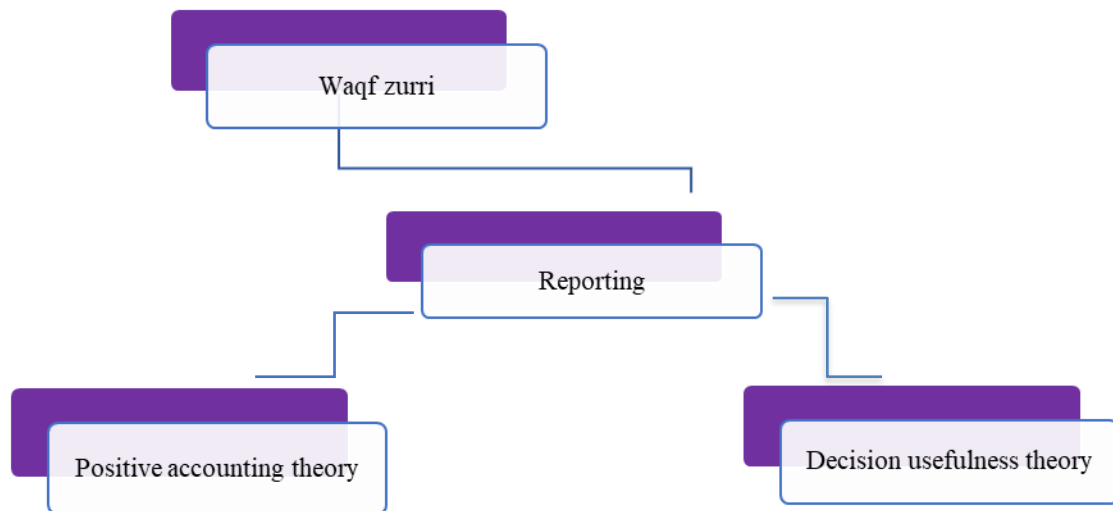 Waqf zurri
Reporting
Positive accounting theory
Decision usefulness theory